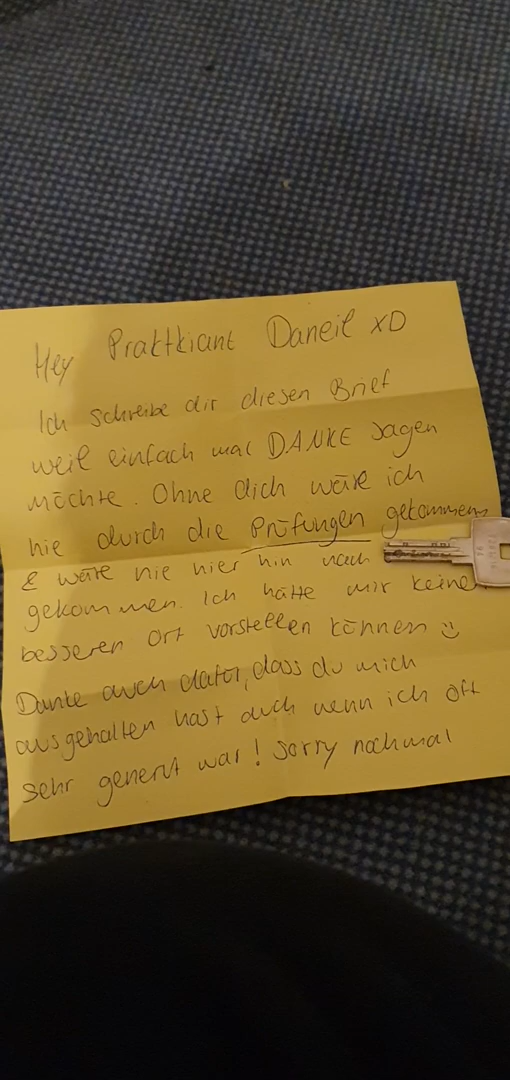 Hey Praktkiant Daneil xD
Ich schreibe dir diesen Brief
weil einfach mal DANKE sagen
möchte. Ohne dich wäre ich
nie durch die Prüfungen gekommen
& wäre nie hier hin nach
gekommen. Ich hätte mir keinen
besseren Ort vorstellen können
Danke auch dafür, dass du mich
ausgehalten hast auch wenn ich oft
sehr genervt war! Sorry nochmal